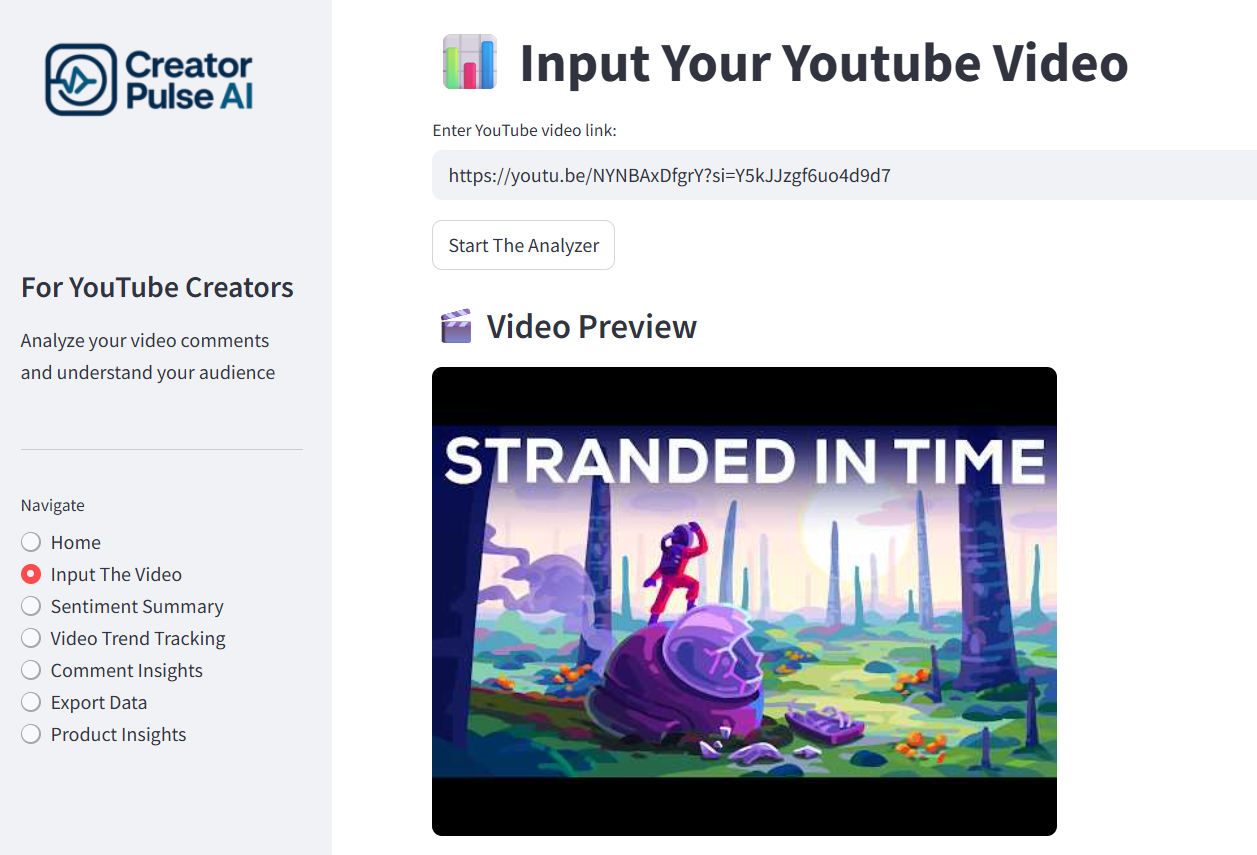 Creator
Pulse AI
For YouTube Creators
Analyze your video comments
and understand your audience
Navigate
Home
Input The Video
Sentiment Summary
Video Trend Tracking
Comment Insights
Export Data
Product Insights
Input Your Youtube Video
Enter YouTube video link:
https://youtu.be/NYNBAxDfgrY?si=Y5kJJzgf6uo4d9d7
Start The Analyzer
Video Preview
STRANDED IN TIME